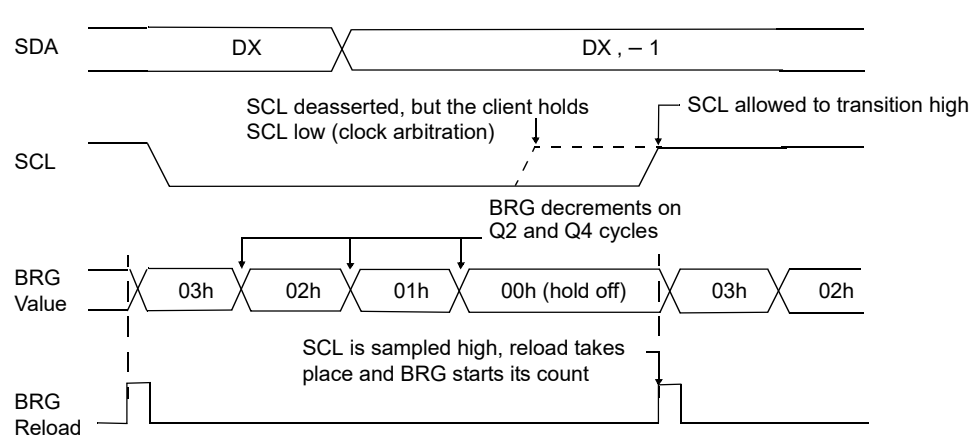 SDA
DX
DX , – 1
SCL deasserted, but the client holds
SCL low (clock arbitration)
SCL allowed to transition high
SCL
BRG decrements on
Q2 and Q4 cycles
BRG
Value
03h
02h
01h
00h (hold off)
03h
02h
SCL is sampled high, reload takes
place and BRG starts its count
BRG
Reload